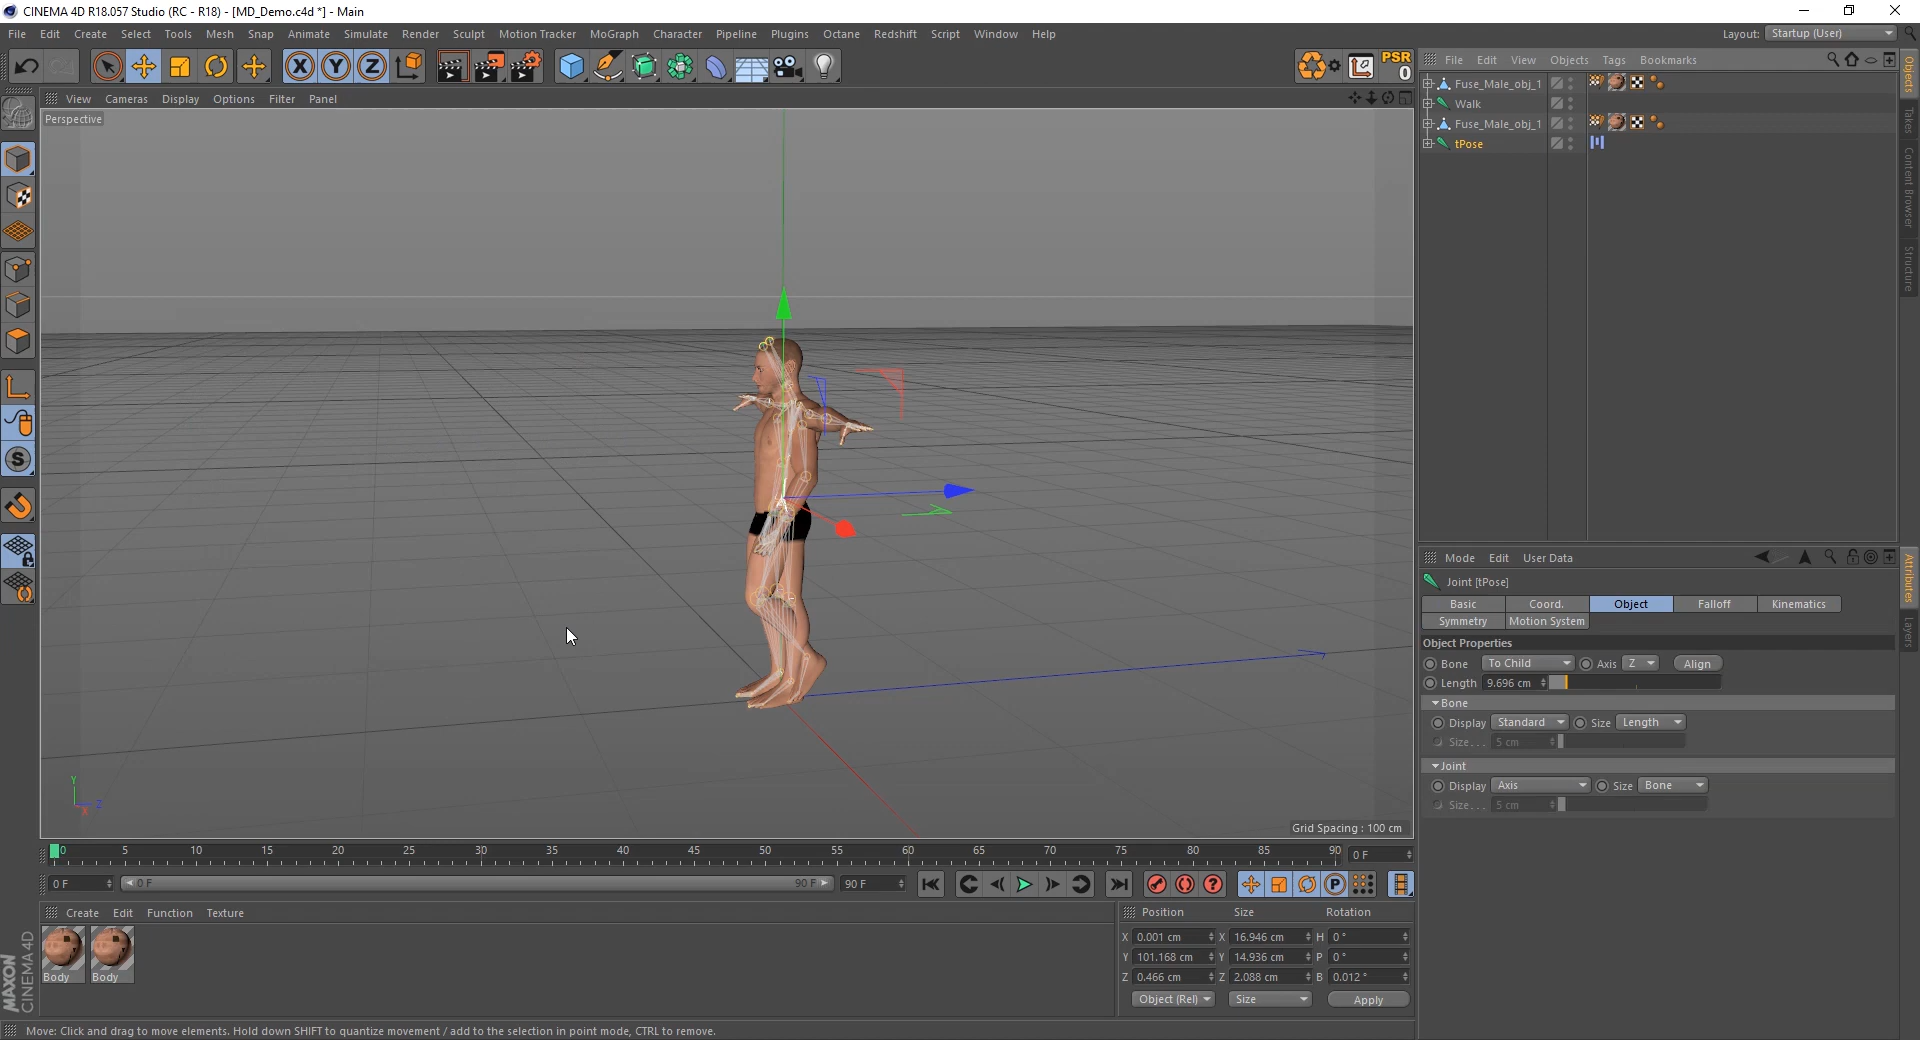 CINEMA 4D R18.057 Studio (RC - R18) - [MD_Demo.c4d *] - Main
File Edit Create Select Tools Mesh Snap Animate Simulate Render Sculpt Motion Tracker MoGraph Character Pipeline Plugins Octane Redshift Script Window Help
Layout: Startup (User)
X Y Z
PSR
0
View Cameras Display Options Filter Panel
Perspective
S
Y
Z
X
Grid Spacing : 100 cm
0 5 10 15 20 25 30 35 40 45 50 55 60 65 70 75 80 85 90
0 F
0 F
0 F
90 F
90 F
P
Create Edit Function Texture
Body
Body
MAXON
CINEMA 4D
Position Size Rotation
X 0.001 cm X 16.946 cm H 0 °
Y 101.168 cm Y 14.936 cm P 0 °
Z 0.466 cm Z 2.088 cm B 0.012 °
Object (Rel) Size Apply
Move: Click and drag to move elements. Hold down SHIFT to quantize movement / add to the selection in point mode, CTRL to remove.
File Edit View Objects Tags Bookmarks
Fuse_Male_obj_1
Walk
Fuse_Male_obj_1
tPose
Objects
Takes
Content Browser
Structure
Mode Edit User Data
Joint [tPose]
Basic Coord. Object Falloff Kinematics
Symmetry Motion System
Object Properties
Bone To Child Axis Z Align
Length 9.696 cm
Bone
Display Standard Size Length
Size... 5 cm
Joint
Display Axis Size Bone
Size... 5 cm
Attributes
Layers